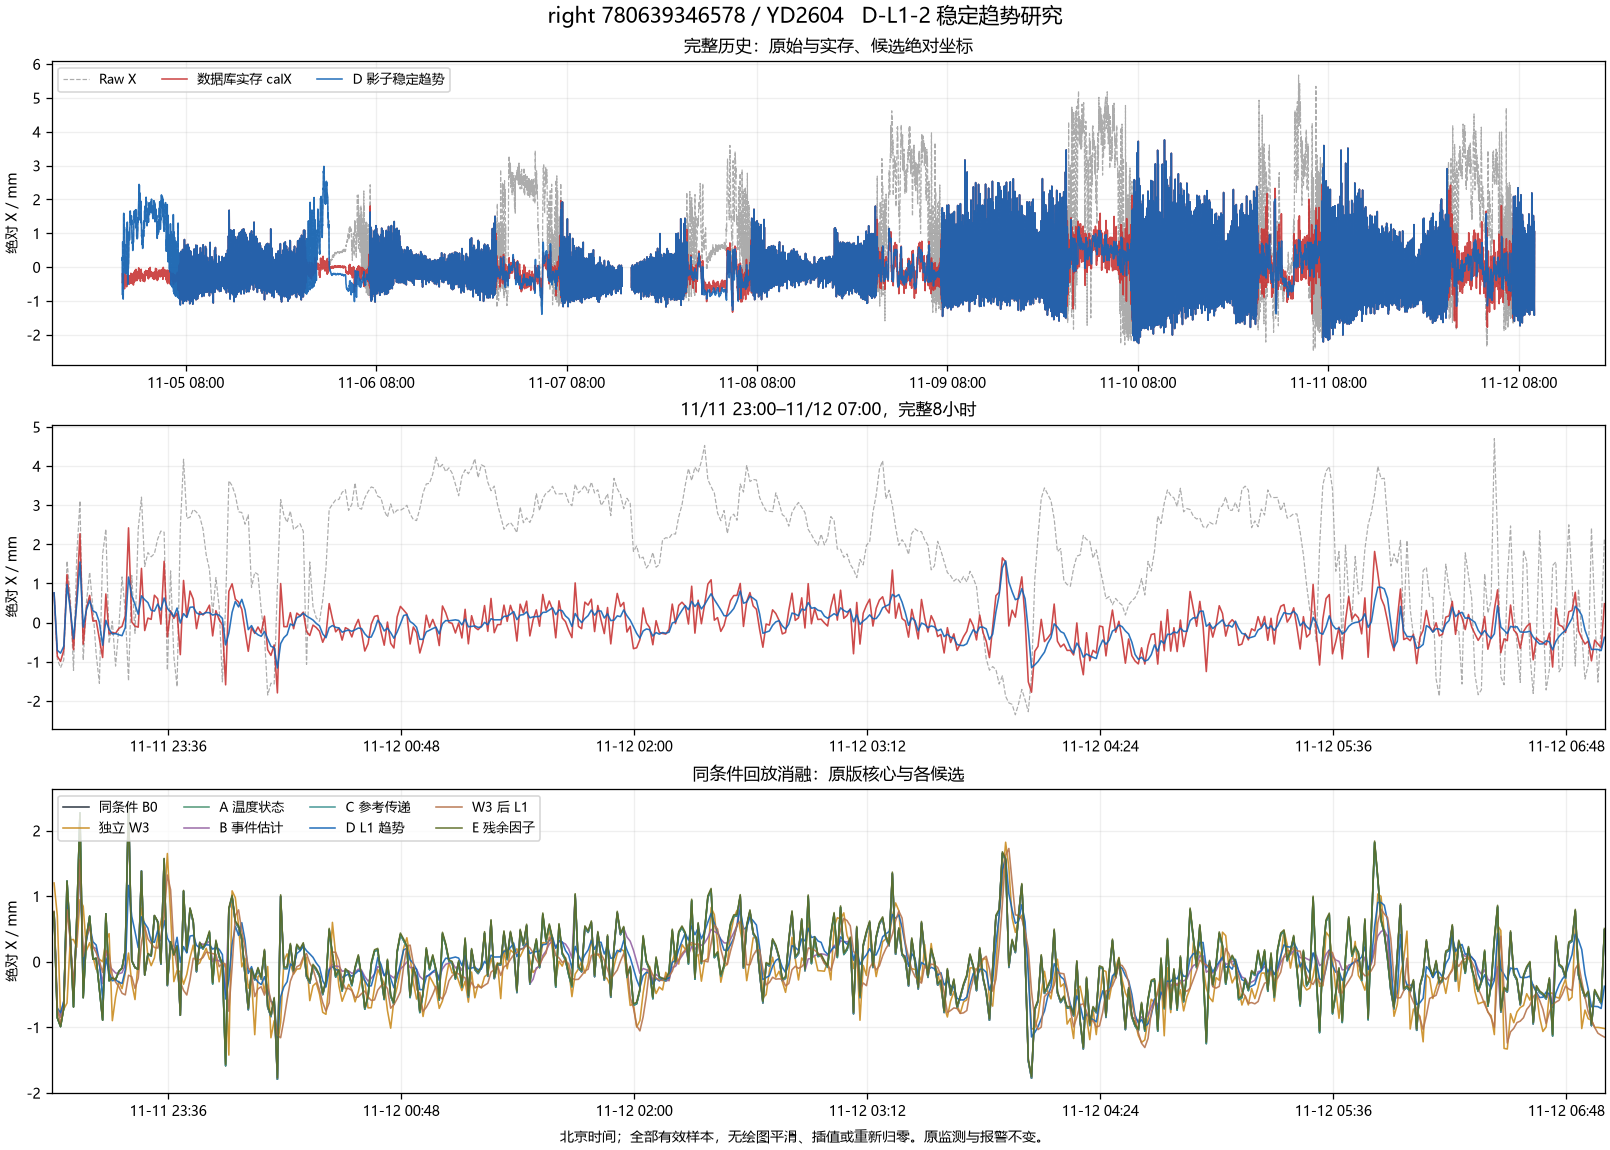 right 780639346578 / YD2604   D-L1-2 稳定趋势研究
完整历史：原始与实存、候选绝对坐标
Raw X
数据库实存 calX
D 影子稳定趋势
绝对 X / mm
6
5
4
3
2
1
0
-1
-2
11-05 08:00
11-06 08:00
11-07 08:00
11-08 08:00
11-09 08:00
11-10 08:00
11-11 08:00
11-12 08:00
11/11 23:00–11/12 07:00，完整8小时
绝对 X / mm
5
4
3
2
1
0
-1
-2
11-11 23:36
11-12 00:48
11-12 02:00
11-12 03:12
11-12 04:24
11-12 05:36
11-12 06:48
同条件回放消融：原版核心与各候选
同条件 B0
A 温度状态
C 参考传递
W3 后 L1
独立 W3
B 事件估计
D L1 趋势
E 残余因子
绝对 X / mm
2
1
0
-1
-2
11-11 23:36
11-12 00:48
11-12 02:00
11-12 03:12
11-12 04:24
11-12 05:36
11-12 06:48
北京时间；全部有效样本，无绘图平滑、插值或重新归零。原监测与报警不变。